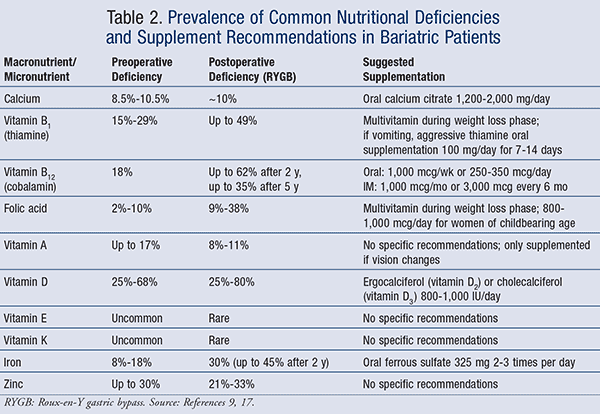 Table 2. Prevalence of Common Nutritional Deficiencies
and Supplement Recommendations in Bariatric Patients
Macronutrient/ Preoperative Postoperative Suggested
Micronutrient Deficiency Deficiency (RYGB) Supplementation
Calcium 8.5%-10.5% ~10% Oral calcium citrate 1,200-2,000 mg/day
Vitamin B1 15%-29% Up to 49% Multivitamin during weight loss phase;
(thiamine) if vomiting, aggressive thiamine oral
supplementation 100 mg/day for 7-14 days
Vitamin B12 18% Up to 62% after 2 y, Oral: 1,000 mcg/wk or 250-350 mcg/day
(cobalamin) up to 35% after 5 y IM: 1,000 mcg/mo or 3,000 mcg every 6 mo
Folic acid 2%-10% 9%-38% Multivitamin during weight loss phase; 800-
1,000 mcg/day for women of childbearing age
Vitamin A Up to 17% 8%-11% No specific recommendations; only supplemented
if vision changes
Vitamin D 25%-68% 25%-80% Ergocalciferol (vitamin D2) or cholecalciferol
(vitamin D3) 800-1,000 IU/day
Vitamin E Uncommon Rare No specific recommendations
Vitamin K Uncommon Rare No specific recommendations
Iron 8%-18% 30% (up to 45% after 2 y) Oral ferrous sulfate 325 mg 2-3 times per day
Zinc Up to 30% 21%-33% No specific recommendations
RYGB: Roux-en-Y gastric bypass. Source: References 9, 17.